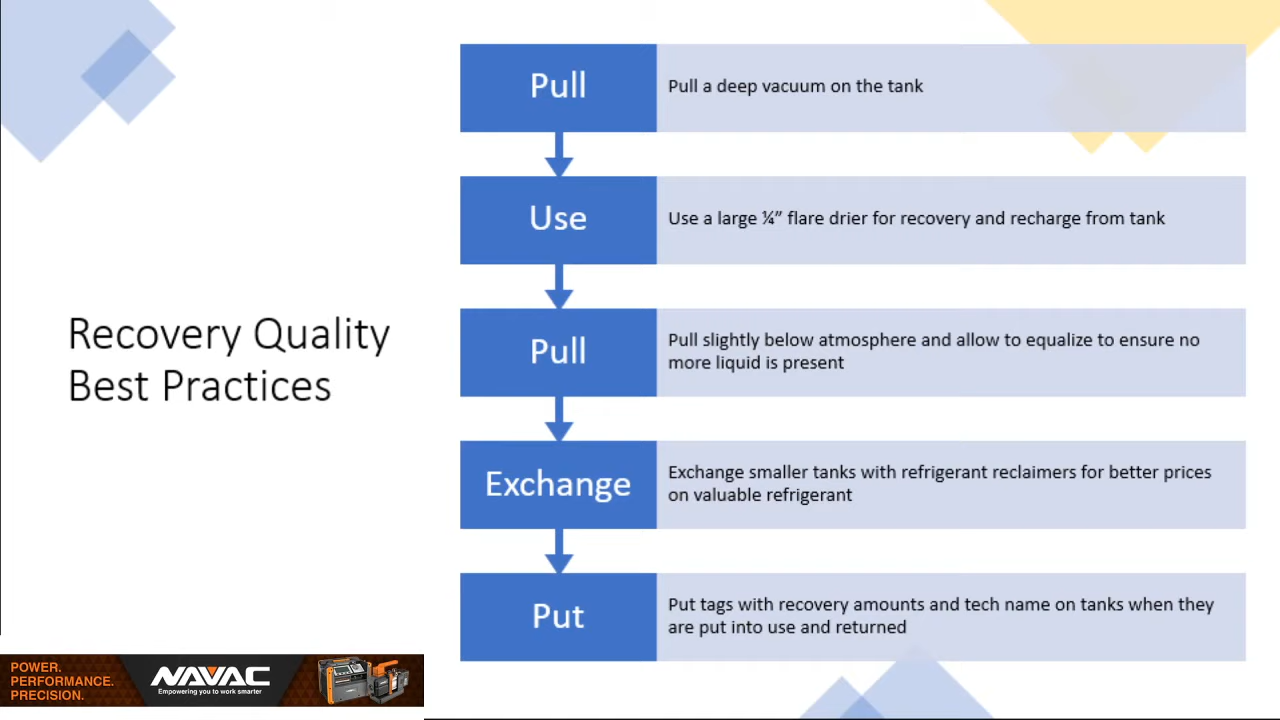 Recovery Quality
Best Practices
Pull
Pull a deep vacuum on the tank
Use
Use a large ¼” flare drier for recovery and recharge from tank
Pull
Pull slightly below atmosphere and allow to equalize to ensure no
more liquid is present
Exchange
Exchange smaller tanks with refrigerant reclaimers for better prices
on valuable refrigerant
Put
Put tags with recovery amounts and tech name on tanks when they
are put into use and returned
POWER.
PERFORMANCE.
PRECISION.
NAVAC
Empowering you to work smarter